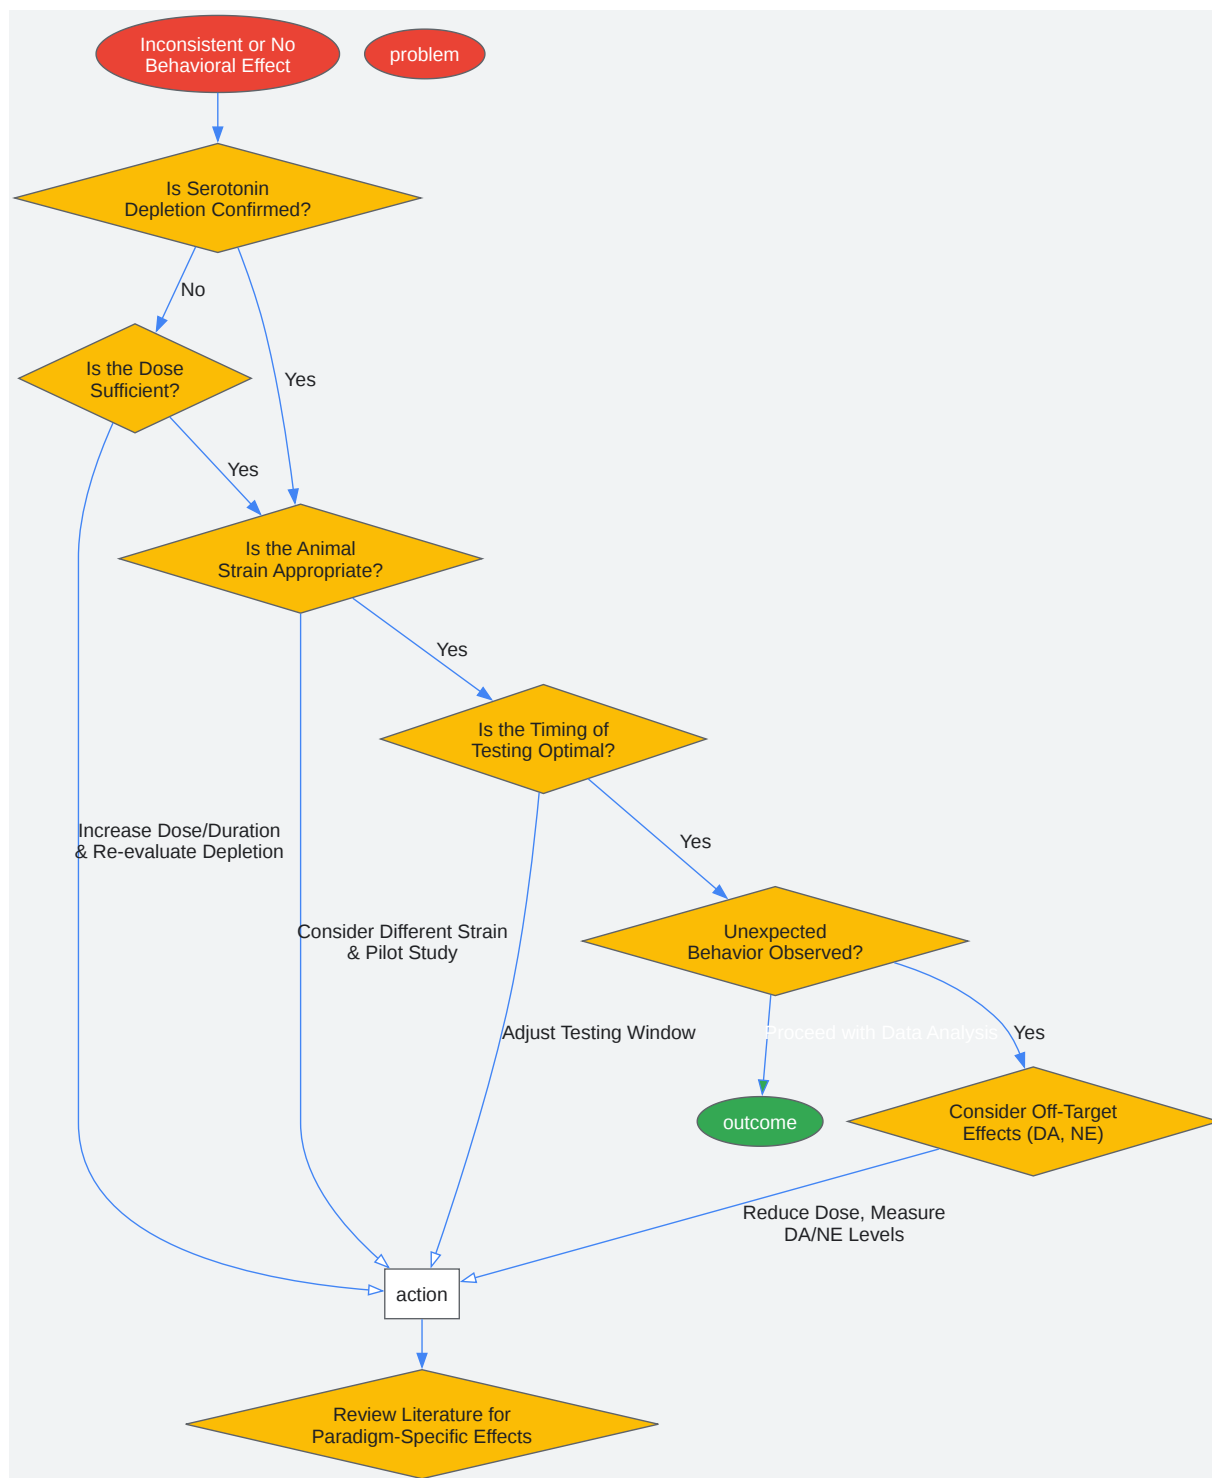 Inconsistent or No
Behavioral Effect
problem
Is Serotonin
Depletion Confirmed?
No
Is the Dose
Sufficient?
Yes
Yes
Is the Animal
Strain Appropriate?
Yes
Is the Timing of
Testing Optimal?
Increase Dose/Duration
& Re-evaluate Depletion
Yes
Consider Different Strain
& Pilot Study
Unexpected
Behavior Observed?
Adjust Testing Window
Proceed with Data Analysis
Yes
outcome
Consider Off-Target
Effects (DA, NE)
Reduce Dose, Measure
DA/NE Levels
action
Review Literature for
Paradigm-Specific Effects